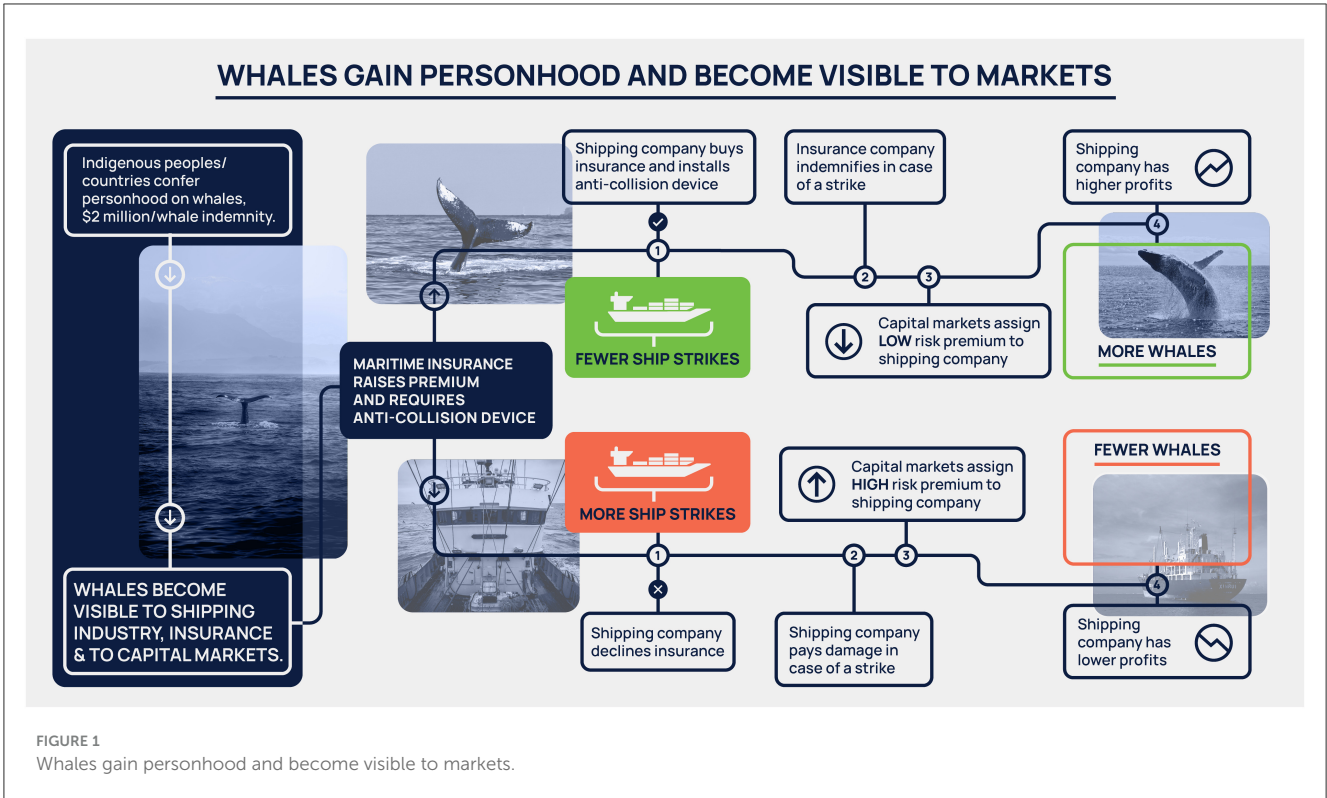 WHALES GAIN PERSONHOOD AND BECOME VISIBLE TO MARKETS
Indigenous peoples/
countries confer
personhood on whales,
$2 million/whale indemnity.
WHALES BECOME
VISIBLE TO SHIPPING
INDUSTRY, INSURANCE
& TO CAPITAL MARKETS.
MARITIME INSURANCE
RAISES PREMIUM
AND REQUIRES
ANTI-COLLISION DEVICE
Shipping company buys
insurance and installs
anti-collision device
1
FEWER SHIP STRIKES
Insurance company
indemnifies in case
of a strike
2
3
Capital markets assign
LOW risk premium to
shipping company
Shipping
company has
higher profits
4
MORE WHALES
MORE SHIP STRIKES
1
Shipping company
declines insurance
2
Shipping company
pays damage in
case of a strike
Capital markets assign
HIGH risk premium to
shipping company
3
FEWER WHALES
4
Shipping
company has
lower profits
FIGURE 1
Whales gain personhood and become visible to markets.